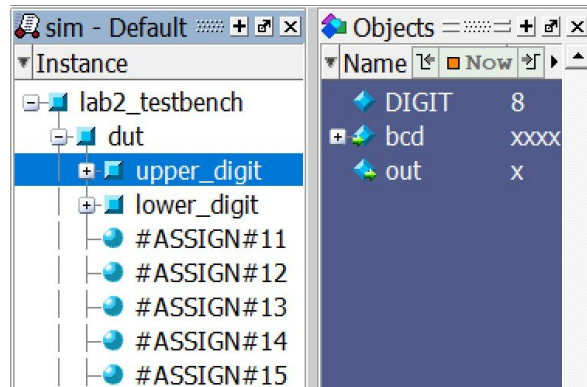 sim - Default
Instance
lab2_testbench
dut
upper_digit
lower_digit
#ASSIGN#11
#ASSIGN#12
#ASSIGN#13
#ASSIGN#14
#ASSIGN#15
Objects
Name Now
DIGIT 8
bcd xxxx
out x